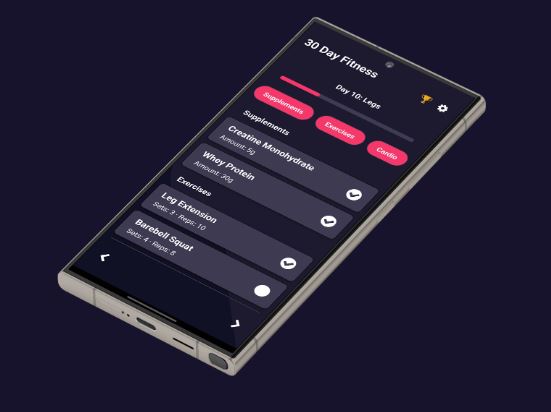 30 Day Fitness
Day 10: Legs
Supplements
Exercises
Cardio
Supplements
Creatine Monohydrate
Amount: 5g
Whey Protein
Amount: 30g
Exercises
Leg Extension
Sets: 3 - Reps: 10
Barebell Squat
Sets: 4 - Reps: 8